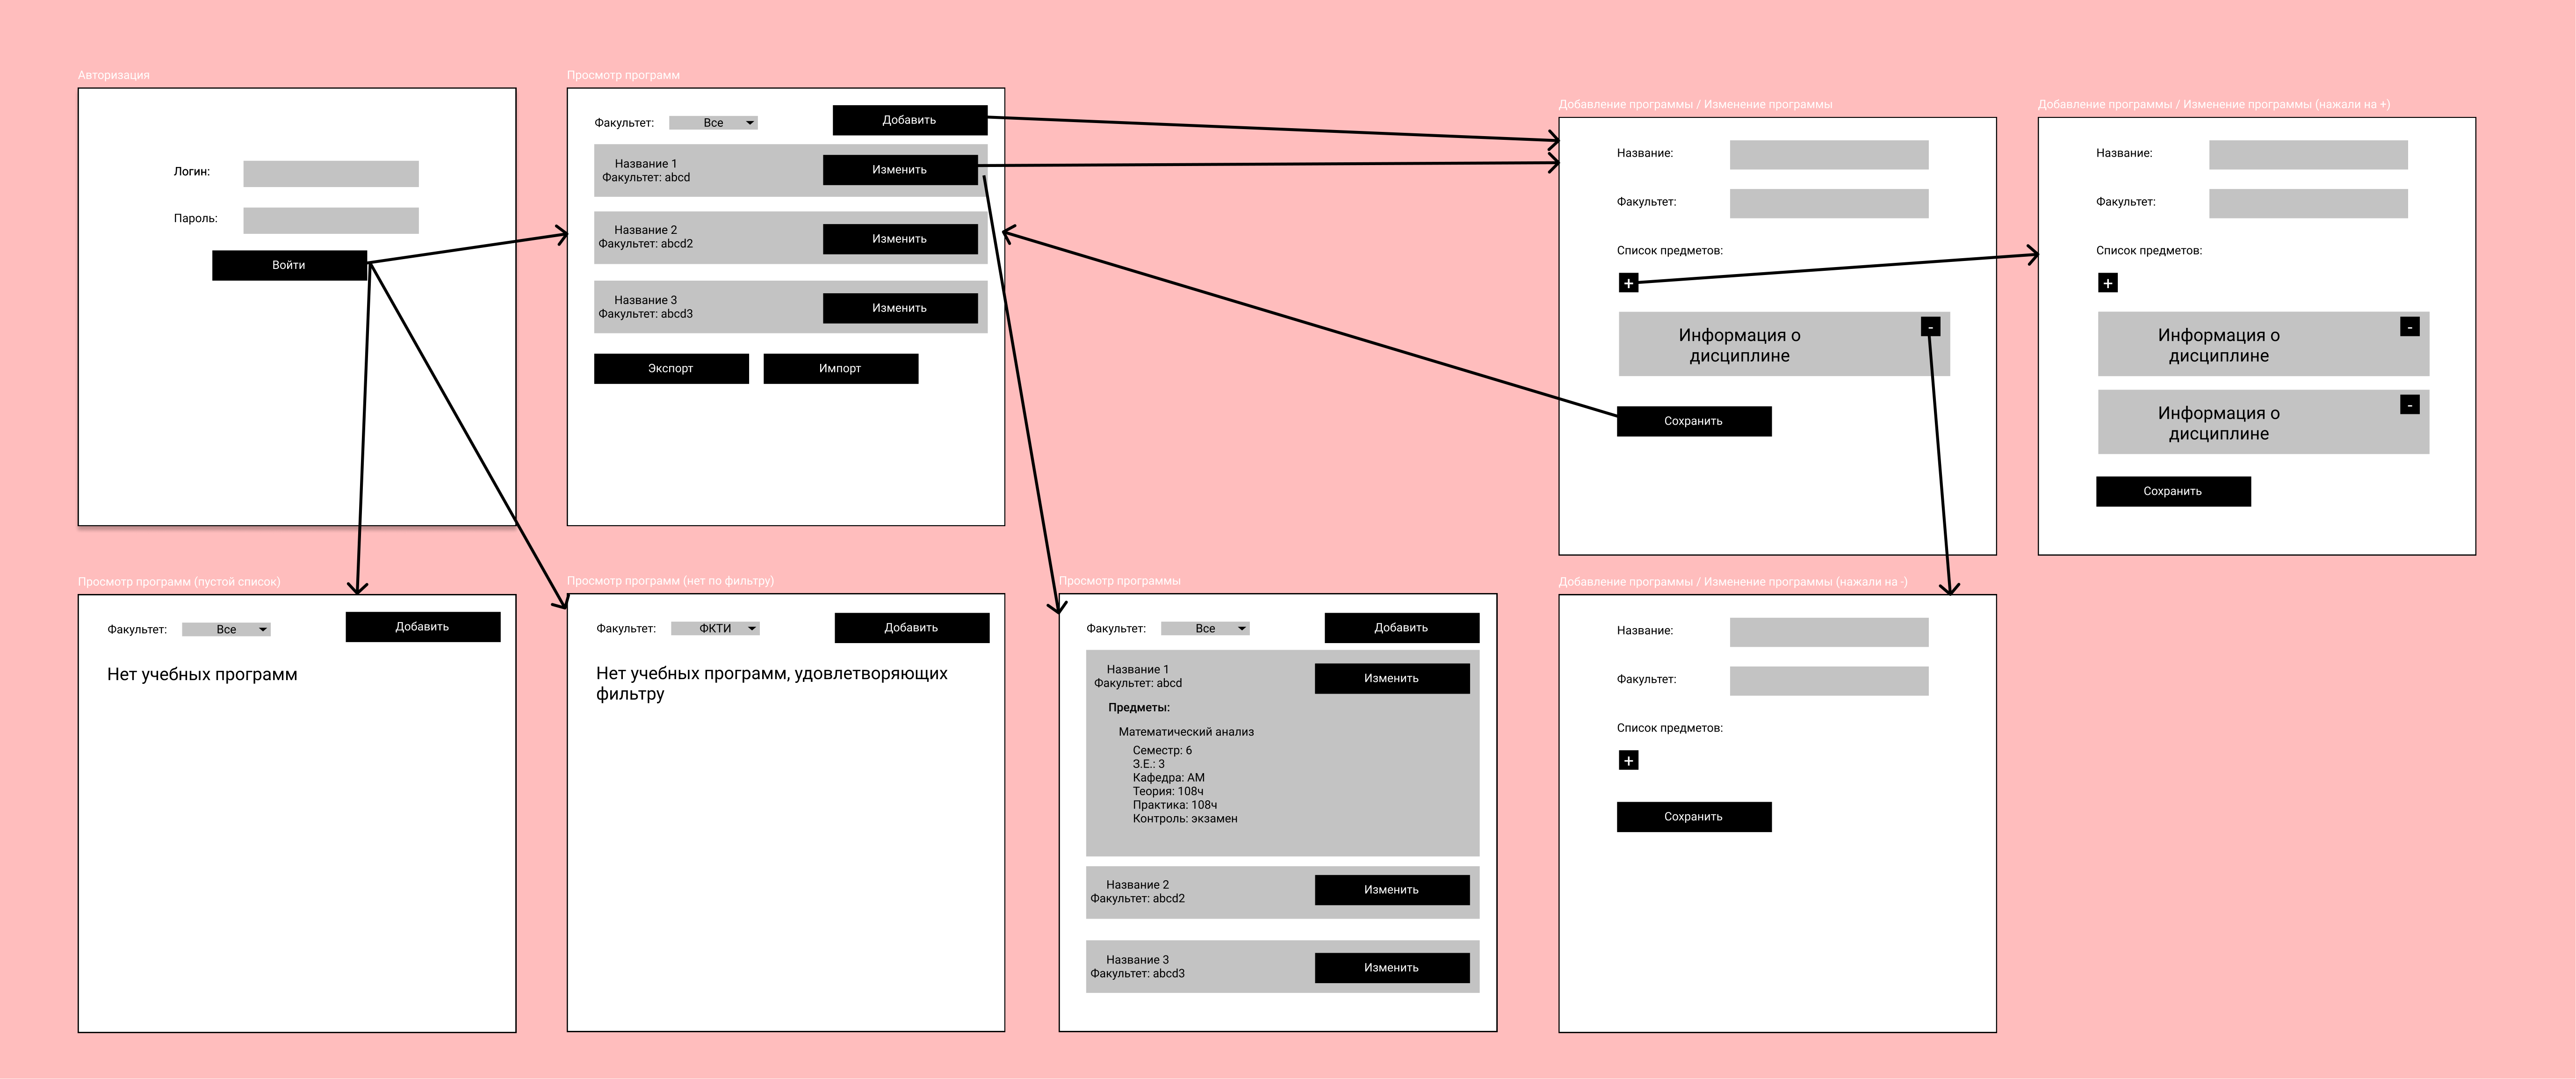 Авторизация
Логин:
Пароль:
Войти
Просмотр программ
Факультет:
Все
Добавить
Название 1
Факультет: abcd
Изменить
Название 2
Факультет: abcd2
Изменить
Название 3
Факультет: abcd3
Изменить
Экспорт
Импорт
Добавление программы / Изменение программы
Название:
Факультет:
Список предметов:
+
Информация о
дисциплине
-
Сохранить
Добавление программы / Изменение программы (нажали на +)
Название:
Факультет:
Список предметов:
+
Информация о
дисциплине
-
Информация о
дисциплине
-
Сохранить
Просмотр программ (пустой список)
Факультет:
Все
Добавить
Нет учебных программ
Просмотр программ (нет по фильтру)
Факультет:
ФКТИ
Добавить
Нет учебных программ, удовлетворяющих
фильтру
Просмотр программы
Факультет:
Все
Добавить
Название 1
Факультет: abcd
Изменить
Предметы:
Математический анализ
Семестр: 6
З.Е.: 3
Кафедра: АМ
Теория: 108ч
Практика: 108ч
Контроль: экзамен
Название 2
Факультет: abcd2
Изменить
Название 3
Факультет: abcd3
Изменить
Добавление программы / Изменение программы (нажали на -)
Название:
Факультет:
Список предметов:
+
Сохранить